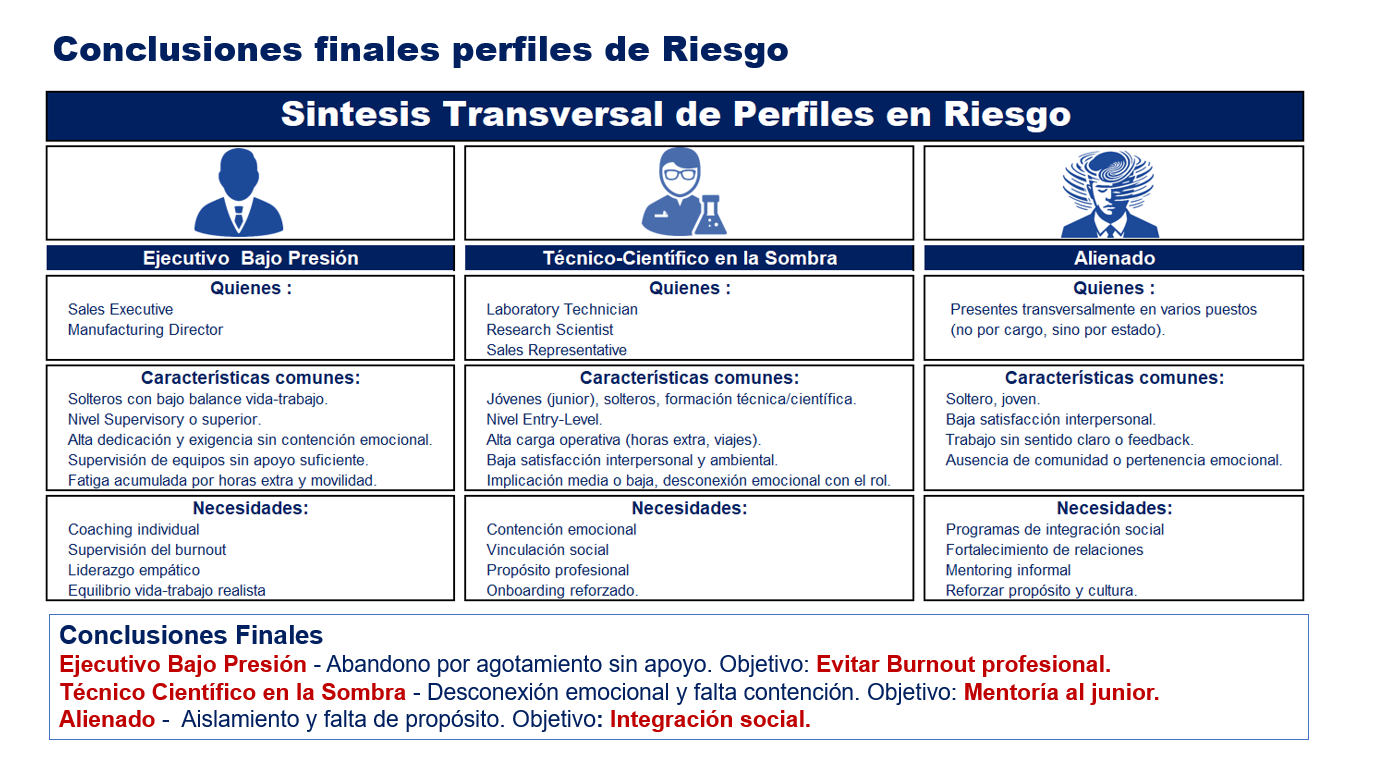 Conclusiones finales perfiles de Riesgo
Sintesis Transversal de Perfiles en Riesgo
Ejecutivo Bajo Presión
Quienes :
Sales Executive
Manufacturing Director
Características comunes:
Solteros con bajo balance vida-trabajo.
Nivel Supervisory o superior.
Alta dedicación y exigencia sin contención emocional.
Supervisión de equipos sin apoyo suficiente.
Fatiga acumulada por horas extra y movilidad.
Necesidades:
Coaching individual
Supervisión del burnout
Liderazgo empático
Equilibrio vida-trabajo realista
Técnico-Científico en la Sombra
Quienes :
Laboratory Technician
Research Scientist
Sales Representative
Características comunes:
Jóvenes (junior), solteros, formación técnica/científica.
Nivel Entry-Level.
Alta carga operativa (horas extra, viajes).
Baja satisfacción interpersonal y ambiental.
Implicación media o baja, desconexión emocional con el rol.
Necesidades:
Contención emocional
Vinculación social
Propósito profesional
Onboarding reforzado.
Alienado
Quienes :
Presentes transversalmente en varios puestos
(no por cargo, sino por estado).
Características comunes:
Soltero, joven.
Baja satisfacción interpersonal.
Trabajo sin sentido claro o feedback.
Ausencia de comunidad o pertenencia emocional.
Necesidades:
Programas de integración social
Fortalecimiento de relaciones
Mentoring informal
Reforzar propósito y cultura.
Conclusiones Finales
Ejecutivo Bajo Presión - Abandono por agotamiento sin apoyo. Objetivo: Evitar Burnout profesional.
Técnico Científico en la Sombra - Desconexión emocional y falta contención. Objetivo: Mentoría al junior.
Alienado - Aislamiento y falta de propósito. Objetivo: Integración social.